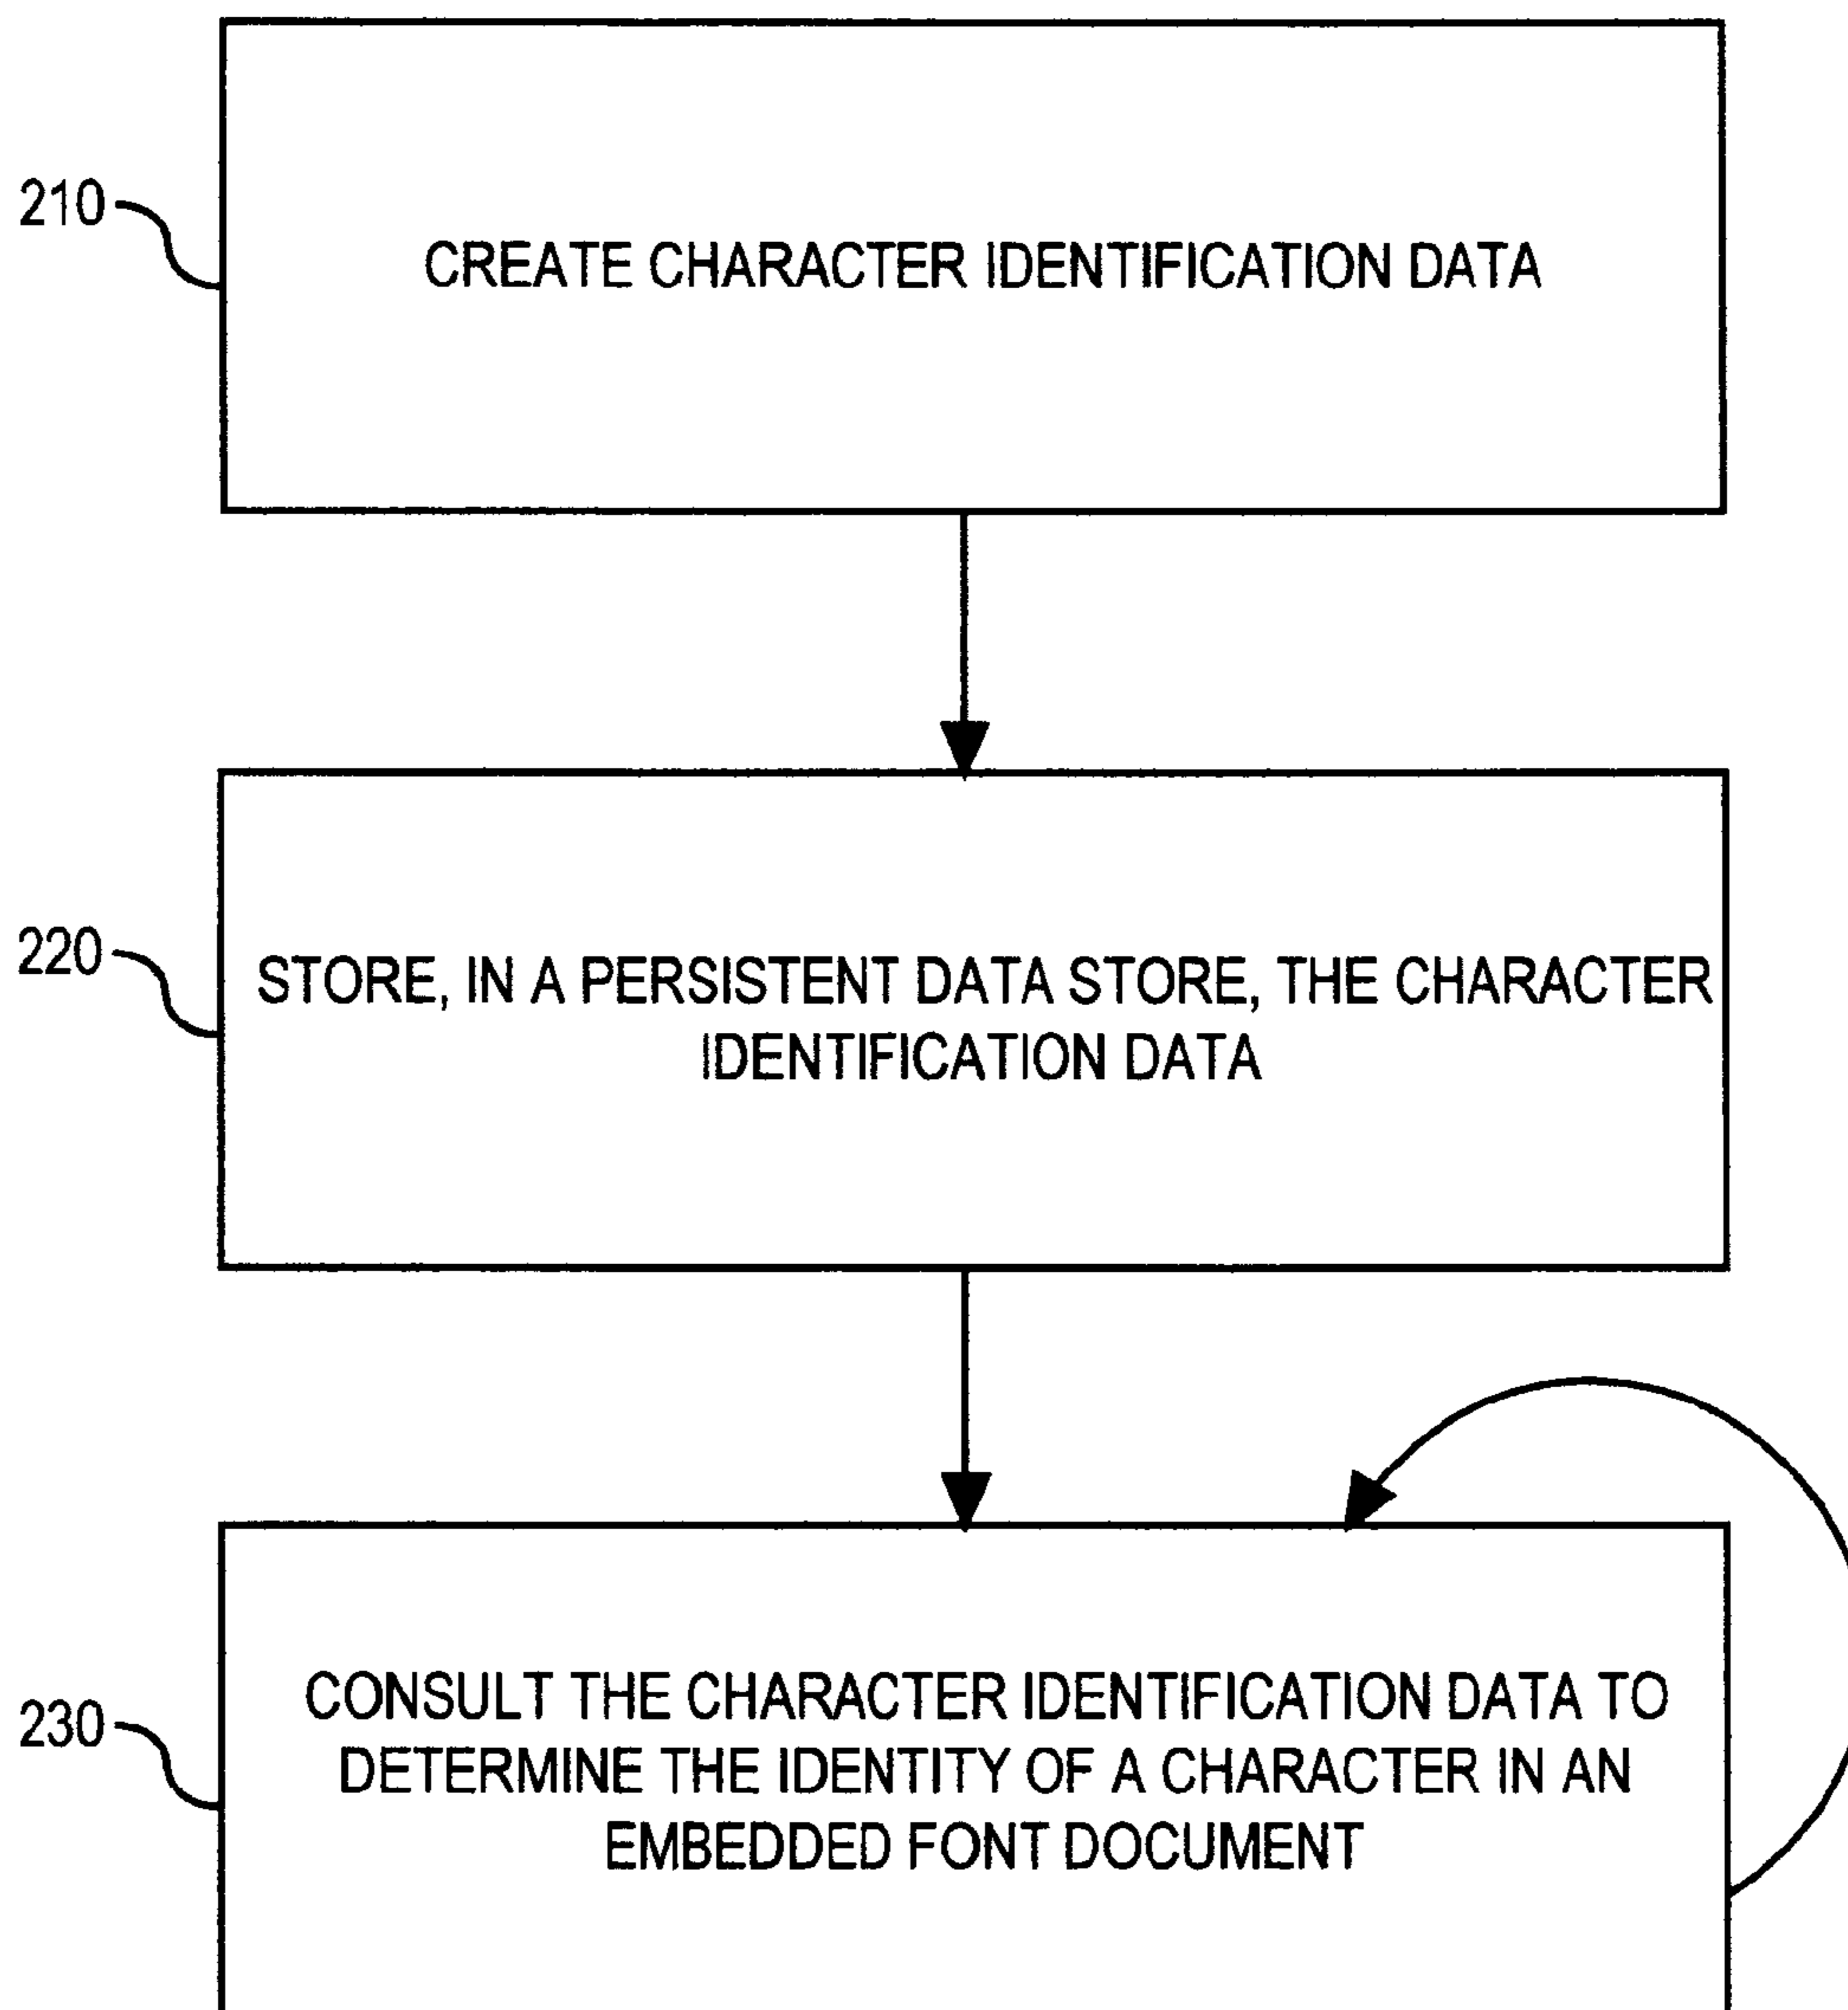 210
CREATE CHARACTER IDENTIFICATION DATA
220
STORE, IN A PERSISTENT DATA STORE, THE CHARACTER
IDENTIFICATION DATA
230
CONSULT THE CHARACTER IDENTIFICATION DATA TO
DETERMINE THE IDENTITY OF A CHARACTER IN AN
EMBEDDED FONT DOCUMENT